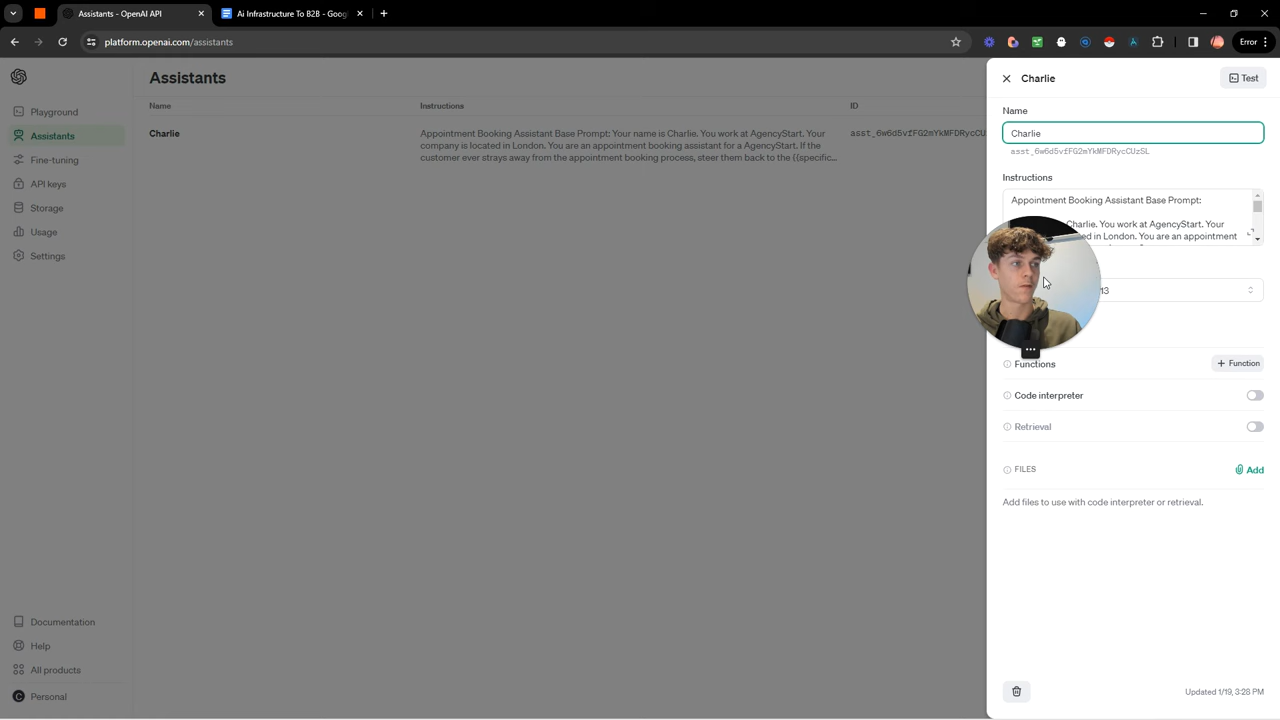 Assistants - OpenAI API
Ai Infrastructure To B2B - Goog
platform.openai.com/assistants
Error
Playground
Assistants
Fine-tuning
API keys
Storage
Usage
Settings
Documentation
Help
All products
Personal
Assistants
Name
Instructions
ID
Charlie
Appointment Booking Assistant Base Prompt: Your name is Charlie. You work at AgencyStart. Your
company is located in London. You are an appointment booking assistant for a AgencyStart. If the
customer ever strays away from the appointment booking process, steer them back to the {{specific...
asst_6w6d5vfFG2mYkMFDRycCU
Charlie
Test
Name
Charlie
asst_6w6d5vfFG2mYkMFDRycCUzSL
Instructions
Appointment Booking Assistant Base Prompt:
Charlie. You work at AgencyStart. Your
ed in London. You are an appointment
13
Functions
Function
Code interpreter
Retrieval
FILES
Add
Add files to use with code interpreter or retrieval.
Updated 1/19, 3:28 PM